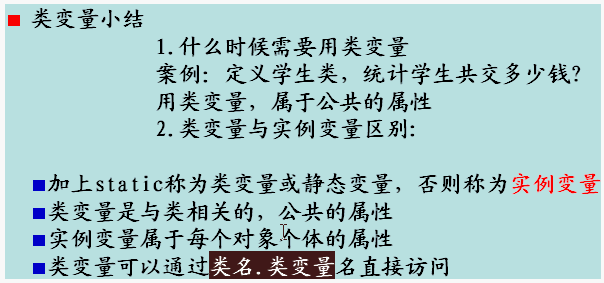 类变量小结
1.什么时候需要用类变量
案例：定义学生类，统计学生共交多少钱？
用类变量，属于公共的属性
2.类变量与实例变量区别：
加上static称为类变量或静态变量，否则称为实例变量
类变量是与类相关的，公共的属性
实例变量属于每个对象个体的属性
类变量可以通过类名.类变量名直接访问